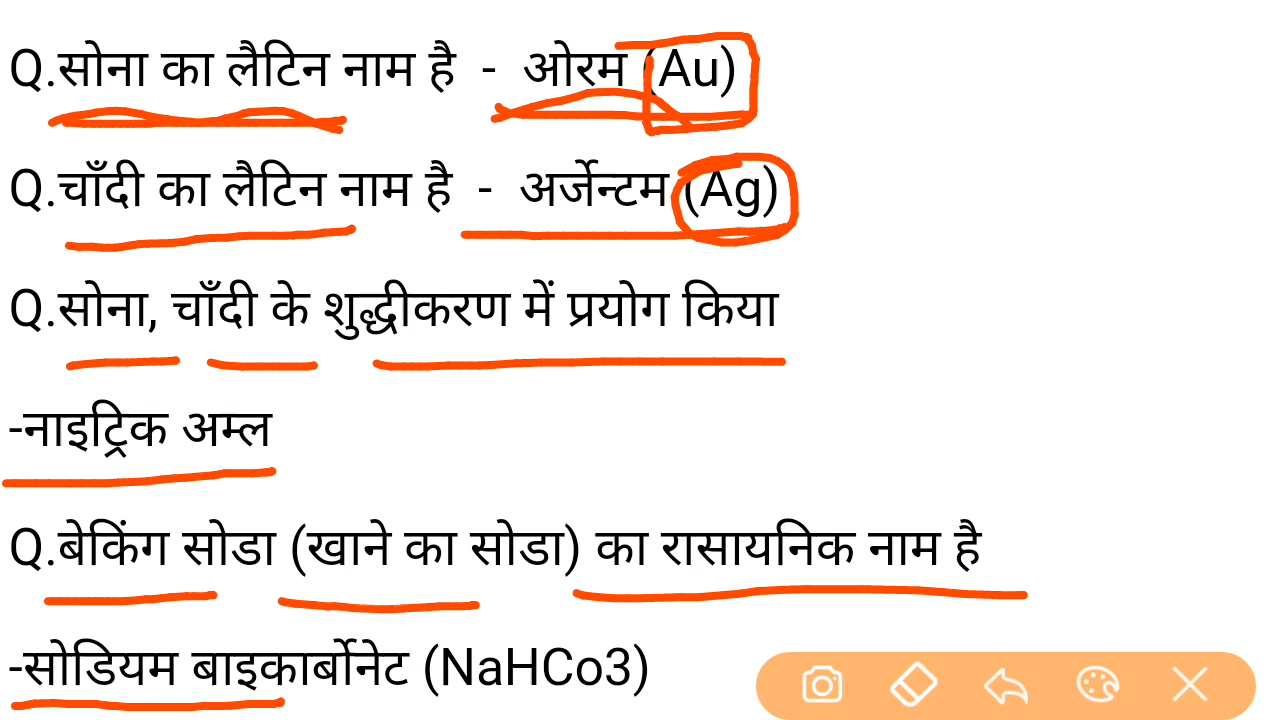 Q.सोना का लैटिन नाम है - ओरम (Au)
Q.चाँदी का लैटिन नाम है - अर्जेन्टम (Ag)
Q.सोना, चाँदी के शुद्धीकरण में प्रयोग किया
-नाइट्रिक अम्ल
Q.बेकिंग सोडा (खाने का सोडा) का रासायनिक नाम है
-सोडियम बाइकार्बोनेट (NaHCo3)